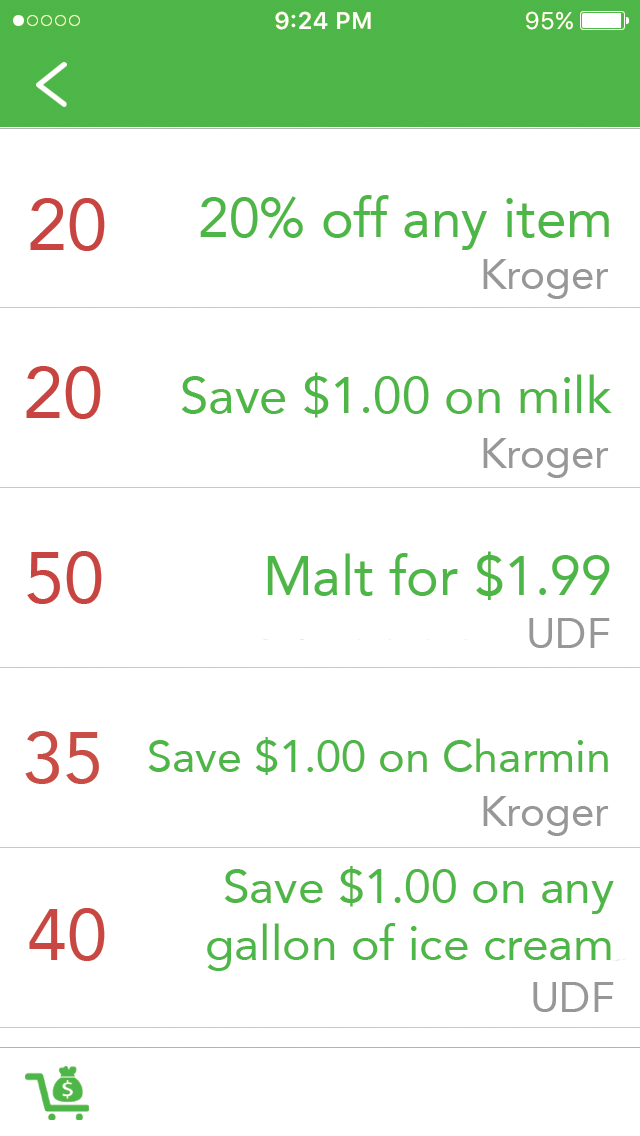 9:24 PM 95%
20 20% off any item
Kroger
20 Save $1.00 on milk
Kroger
50 Malt for $1.99
UDF
35 Save $1.00 on Charmin
Kroger
Save $1.00 on any
40 gallon of ice cream
UDF
$